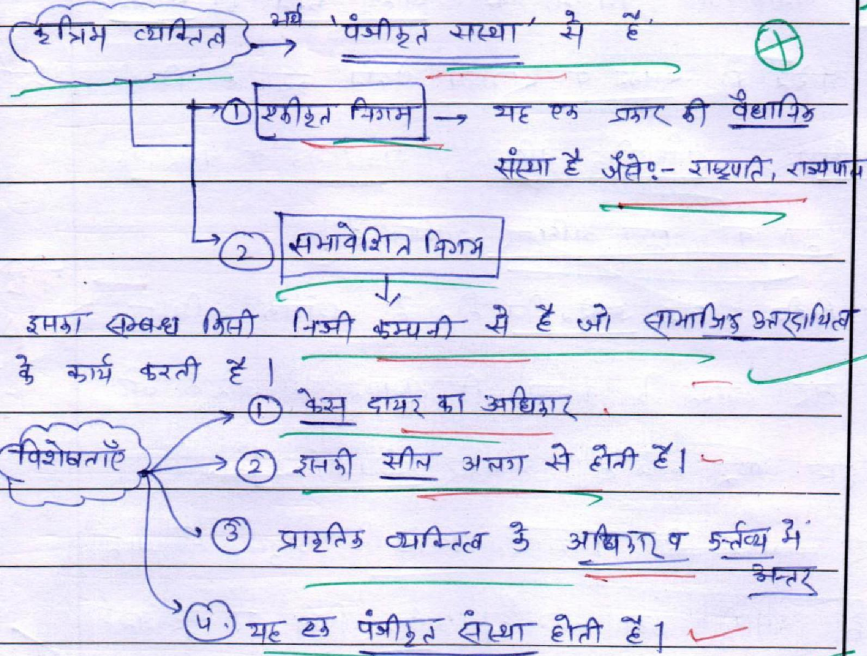 कृत्रिम व्यक्तित्व → अर्थ 'पंजीकृत संस्था' से है
① एकीकृत निगम → यह एक प्रकार की वैधानिक
संस्था है जैसे:- राष्ट्रपति, राज्यपाल
② समावेशित निगम
इसका सम्बन्ध किसी निजी कम्पनी से है जो सामाजिक उत्तरदायित्व
के कार्य करती है।
विशेषताएँ
① केस दायर का अधिकार
② इसकी सील अलग से होती है।
③ प्राकृतिक व्यक्तित्व के अधिकार व कर्त्तव्य में
अन्तर
④ यह एक पंजीकृत संस्था होती है।